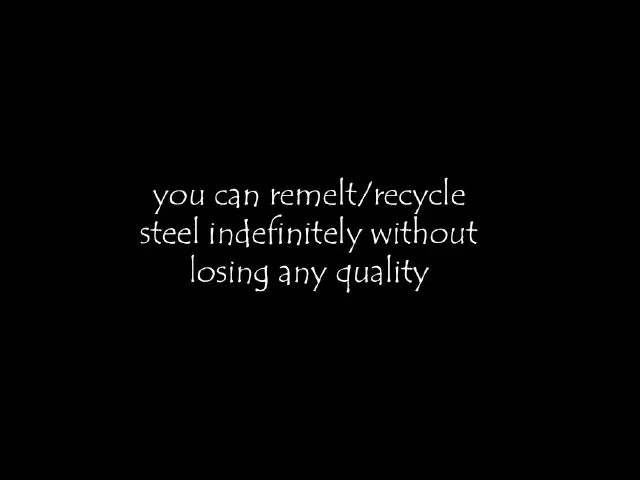 you can remelt/recycle
steel indefinitely without
losing any quality